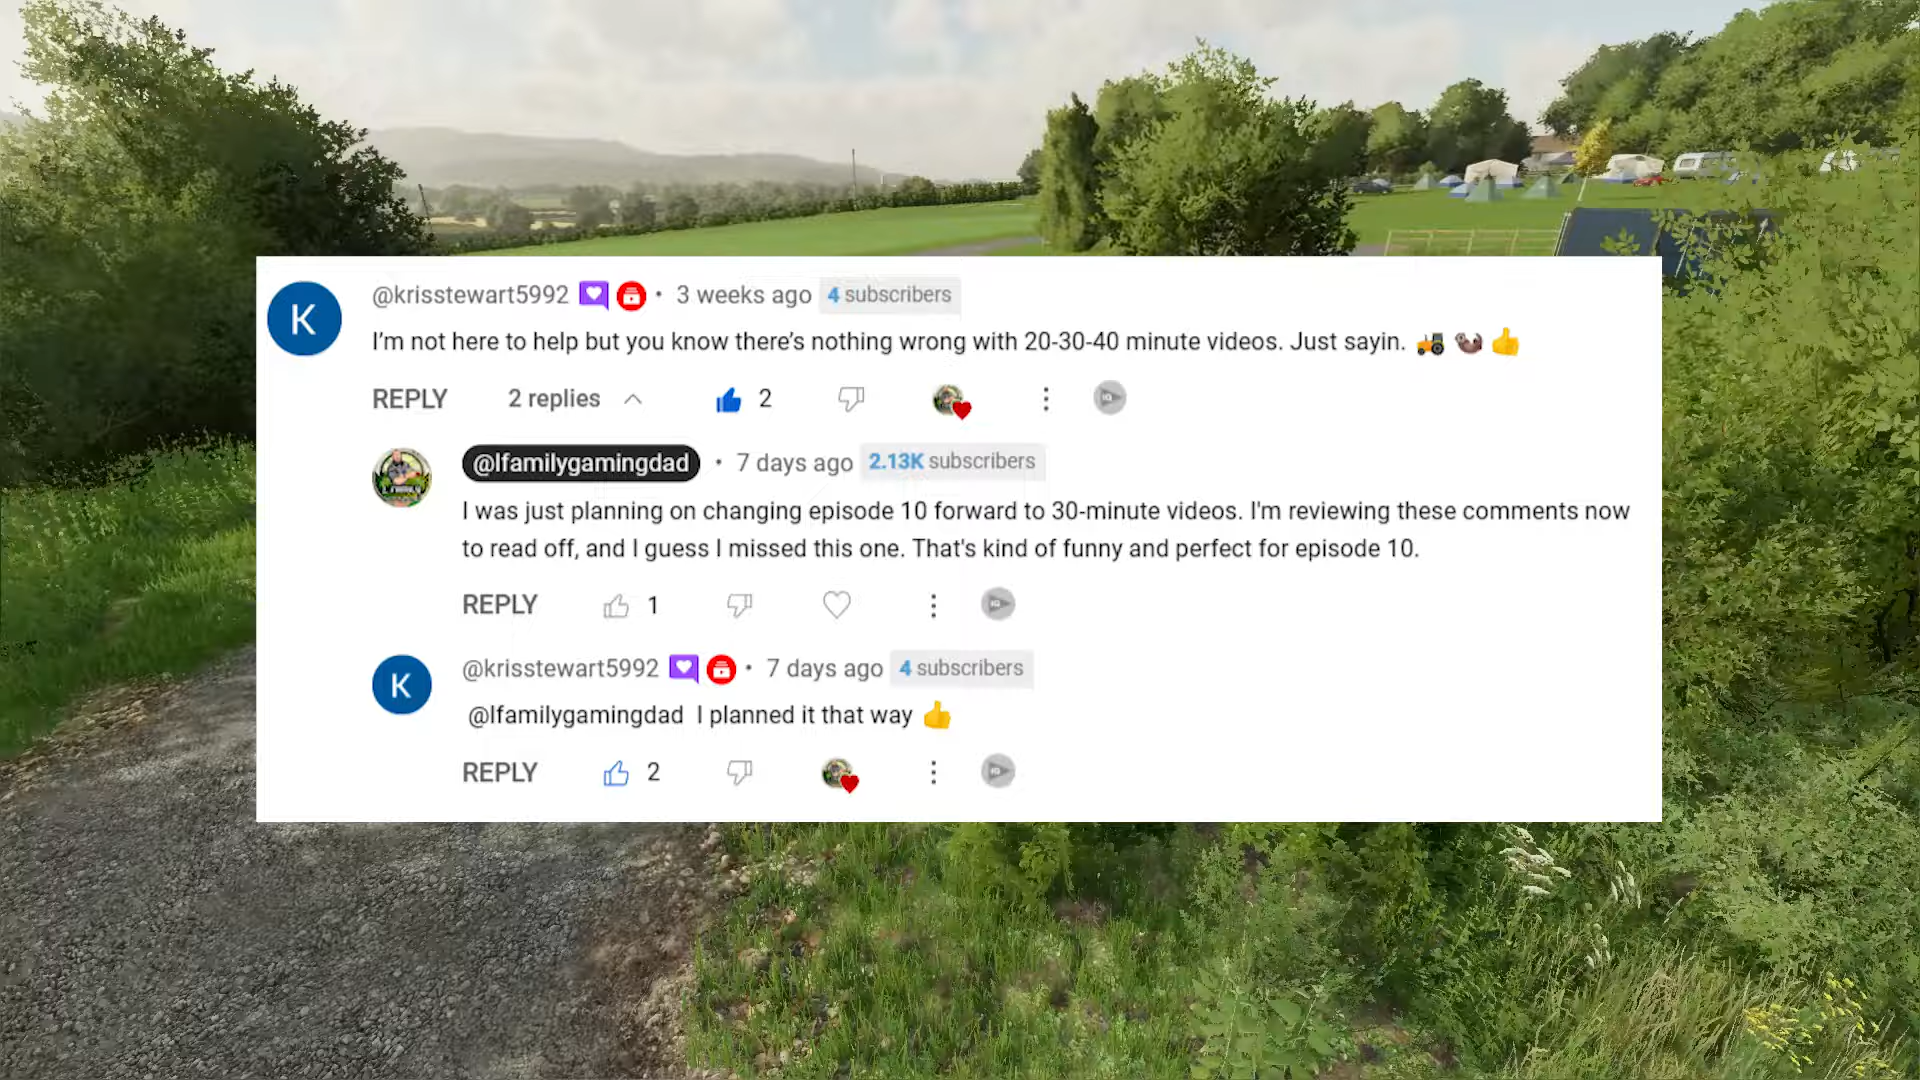 K
@krisstewart5992 • 3 weeks ago 4 subscribers
I'm not here to help but you know there's nothing wrong with 20-30-40 minute videos. Just sayin. 🚜 🦦 👍
REPLY 2 replies 2
@lfamilygamingdad • 7 days ago 2.13K subscribers
I was just planning on changing episode 10 forward to 30-minute videos. I'm reviewing these comments now
to read off, and I guess I missed this one. That's kind of funny and perfect for episode 10.
REPLY 1
K
@krisstewart5992 • 7 days ago 4 subscribers
@lfamilygamingdad I planned it that way 👍
REPLY 2